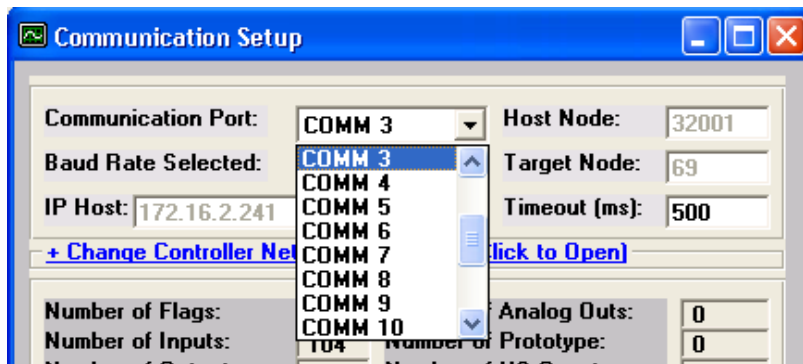 Communication Setup
Communication Port: COMM 3 Host Node: 32001
Baud Rate Selected: COMM 3 Target Node: 69
COMM 4
IP Host: 172.16.2.241 COMM 5 Timeout (ms): 500
COMM 6
+ Change Controller COMM 7 Click to Open)
COMM 8
Number of Flags: COMM 9 Analog Outs: 0
Number of Inputs: COMM 10 Number of Prototype: 0